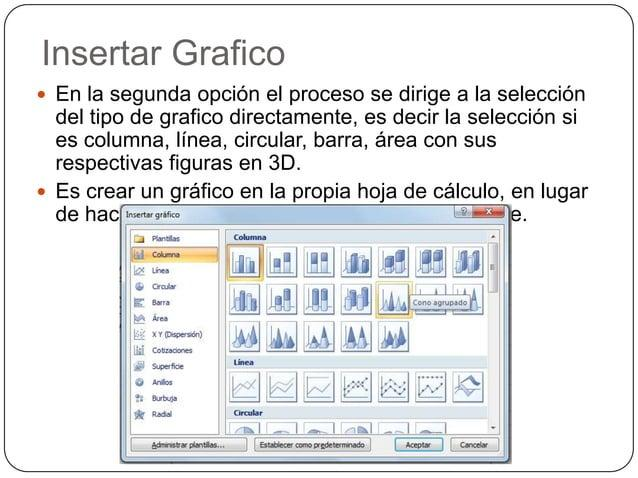 Insertar Grafico
En la segunda opción el proceso se dirige a la selección
del tipo de grafico directamente, es decir la selección si
es columna, línea, circular, barra, área con sus
respectivas figuras en 3D.
Es crear un gráfico en la propia hoja de cálculo, en lugar
de hac
e.
Insertar gráfico
Plantillas
Columna
Línea
Circular
Barra
Área
X Y (Dispersión)
Cotizaciones
Superficie
Anillos
Burbuja
Radial
Columna
Cono agrupado
Línea
Circular
Administrar plantillas...
Establecer como predeterminado
Aceptar
Cancelar